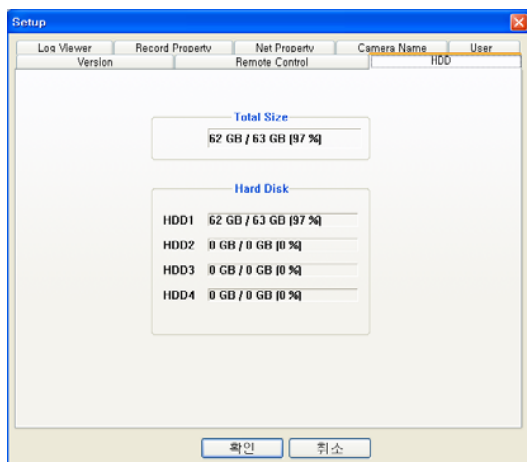 Setup
Log Viewer Record Property Net Property Camera Name User
Version Remote Control HDD
Total Size
62 GB / 63 GB [97 %]
Hard Disk
HDD1 62 GB / 63 GB [97 %]
HDD2 0 GB / 0 GB [0 %]
HDD3 0 GB / 0 GB [0 %]
HDD4 0 GB / 0 GB [0 %]
확인 취소